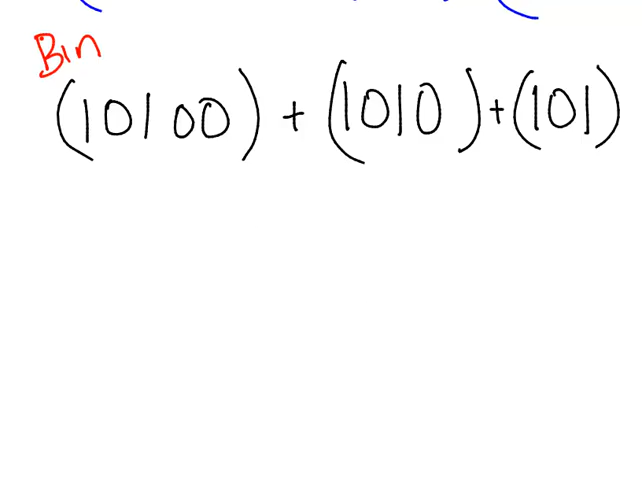 Bin
(10100) + (1010) + (101)